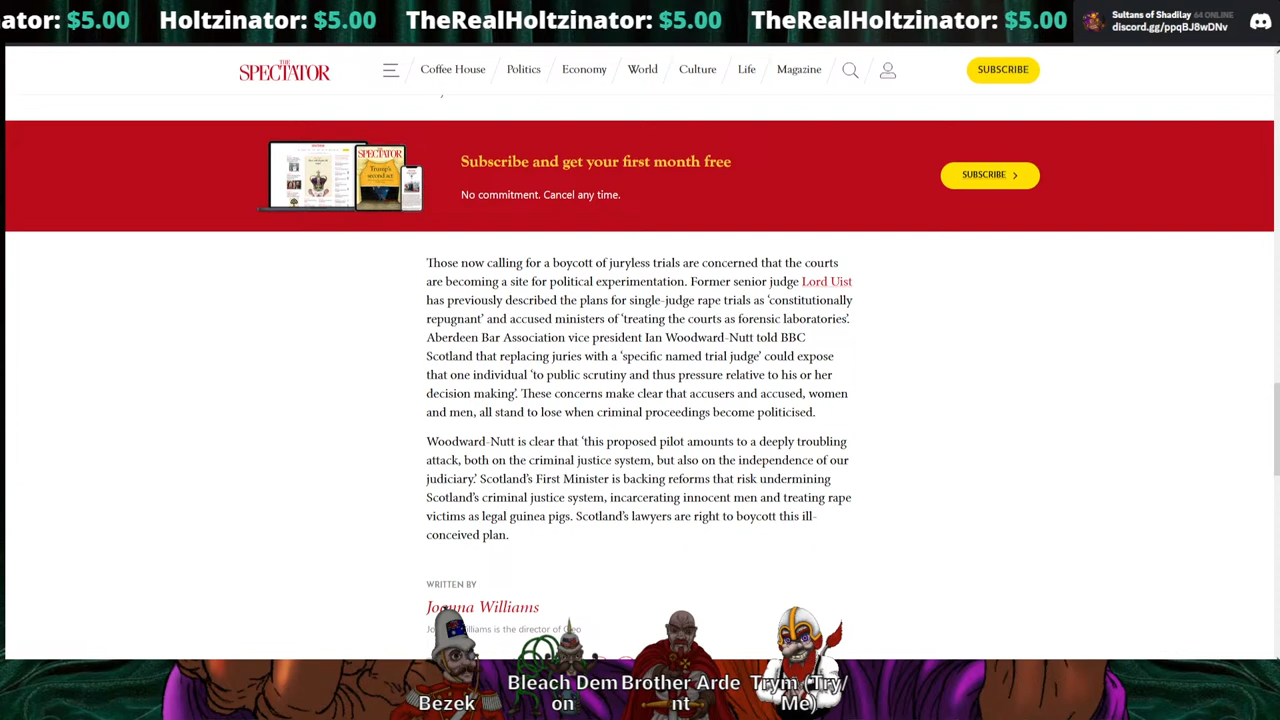 ator: $5.00 Holtzinator: $5.00 TheRealHoltzinator: $5.00 TheRealHoltzinator: $5.00
Sultans of Shadilay 64 ONLINE
discord.gg/ppqBJ8wDNv
THE
SPECTATOR
Coffee House Politics Economy World Culture Life Magazine
SUBSCRIBE
SPECTATOR
Trump's
second act
Subscribe and get your first month free
No commitment. Cancel any time.
SUBSCRIBE
Those now calling for a boycott of juryless trials are concerned that the courts
are becoming a site for political experimentation. Former senior judge Lord Uist
has previously described the plans for single-judge rape trials as ‘constitutionally
repugnant’ and accused ministers of ‘treating the courts as forensic laboratories’.
Aberdeen Bar Association vice president Ian Woodward-Nutt told BBC
Scotland that replacing juries with a ‘specific named trial judge’ could expose
that one individual ‘to public scrutiny and thus pressure relative to his or her
decision making’. These concerns make clear that accusers and accused, women
and men, all stand to lose when criminal proceedings become politicised.
Woodward-Nutt is clear that ‘this proposed pilot amounts to a deeply troubling
attack, both on the criminal justice system, but also on the independence of our
judiciary.’ Scotland’s First Minister is backing reforms that risk undermining
Scotland’s criminal justice system, incarcerating innocent men and treating rape
victims as legal guinea pigs. Scotland’s lawyers are right to boycott this ill-
conceived plan.
WRITTEN BY
Joanna Williams
Williams is the director of
Bezek
Bleach Dem
on
Brother Arde
nt
Trym (Try/
Me)